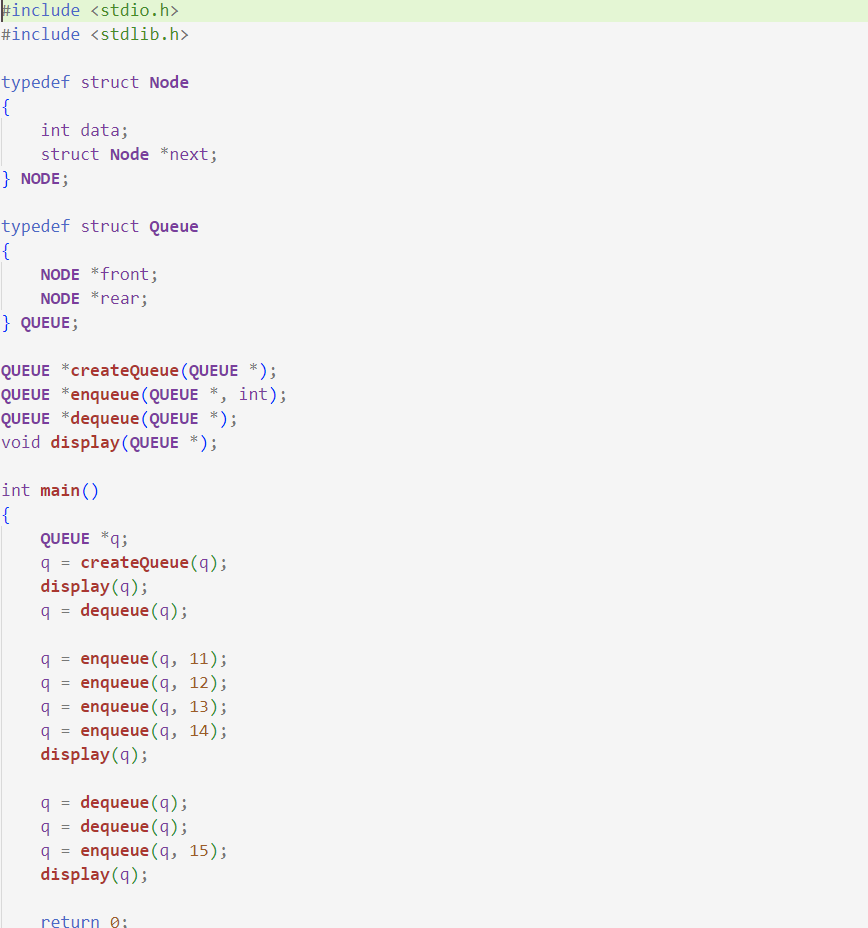 #include <stdio.h>
#include <stdlib.h>

typedef struct Node
{
    int data;
    struct Node *next;
} NODE;

typedef struct Queue
{
    NODE *front;
    NODE *rear;
} QUEUE;

QUEUE *createQueue(QUEUE *);
QUEUE *enqueue(QUEUE *, int);
QUEUE *dequeue(QUEUE *);
void display(QUEUE *);

int main()
{
    QUEUE *q;
    q = createQueue(q);
    display(q);
    q = dequeue(q);

    q = enqueue(q, 11);
    q = enqueue(q, 12);
    q = enqueue(q, 13);
    q = enqueue(q, 14);
    display(q);

    q = dequeue(q);
    q = dequeue(q);
    q = enqueue(q, 15);
    display(q);

    return 0;